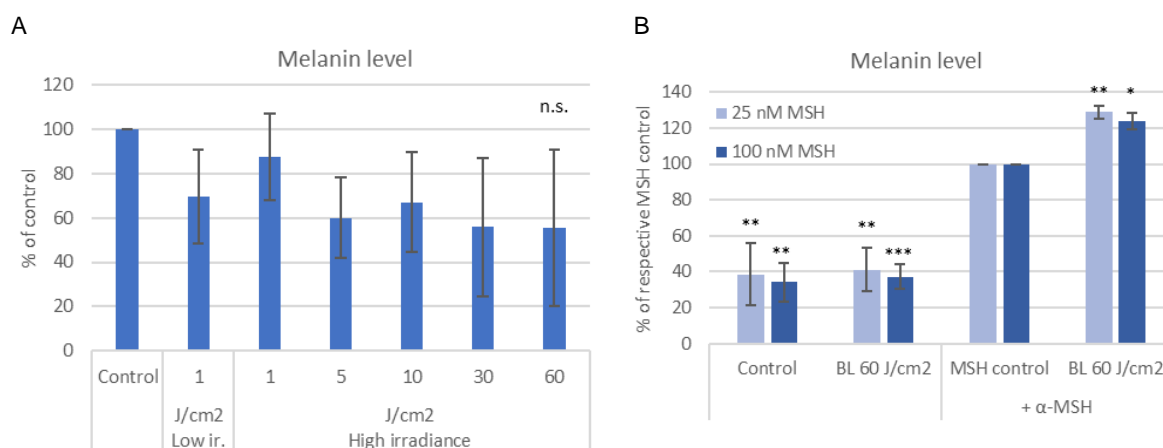 A
Melanin level
% of control
120
100
80
60
40
20
0
n.s.
Control 1 1 5 10 30 60
J/cm2 J/cm2
Low ir. High irradiance
B
Melanin level
% of respective MSH control
140
120
100
80
60
40
20
0
25 nM MSH
100 nM MSH
** ** ** *** ** *
Control BL 60 J/cm2 MSH control BL 60 J/cm2
+ α-MSH